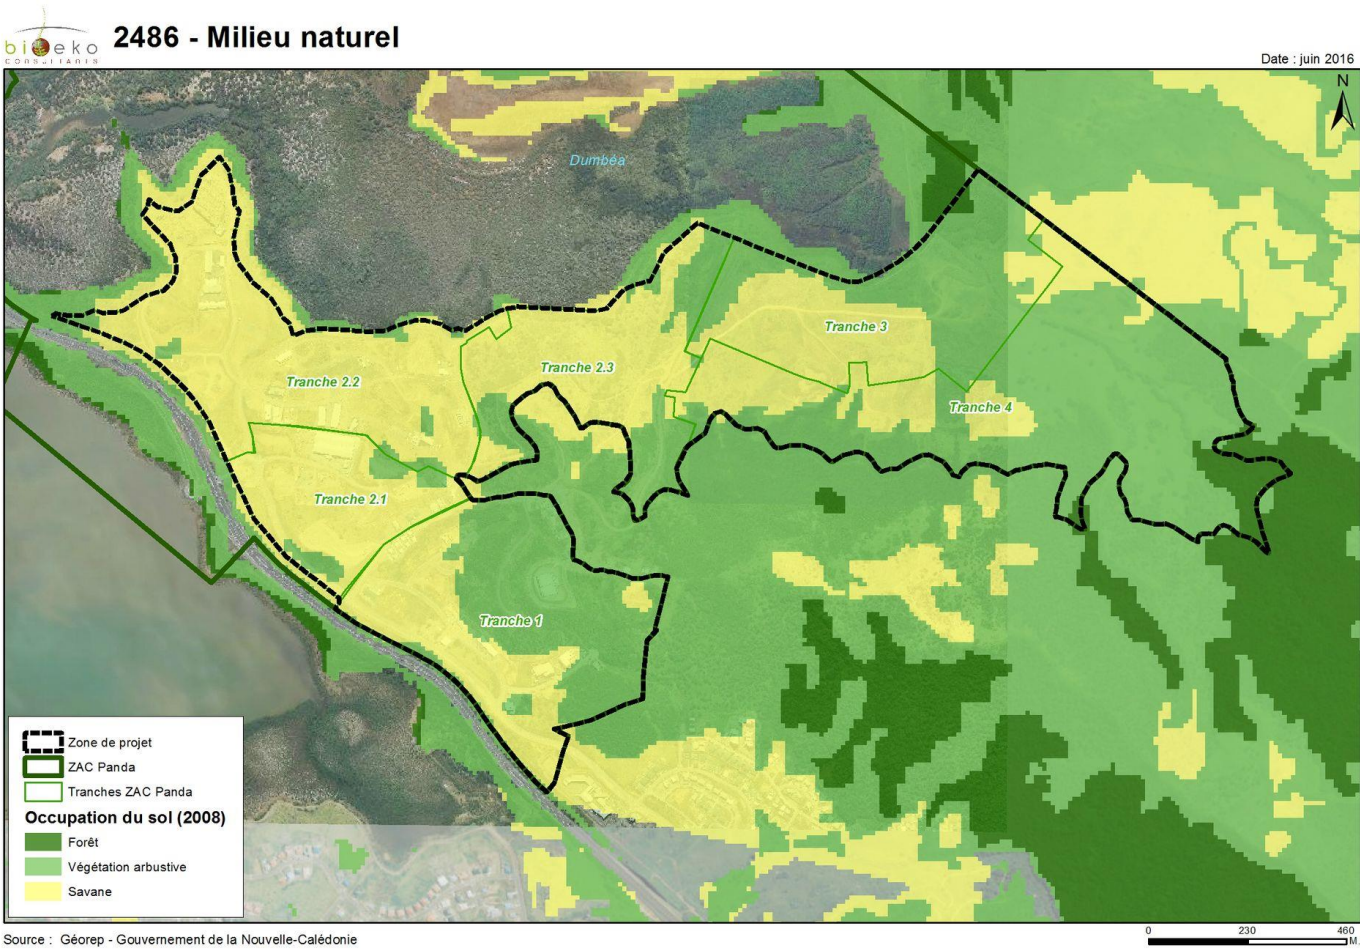 bioeko
CONSULTANTS
2486 - Milieu naturel
Date : juin 2016
N
Dumbéa
Tranche 3
Tranche 2.3
Tranche 2.2
Tranche 4
Tranche 2.1
Tranche 1
Zone de projet
ZAC Panda
Tranches ZAC Panda
Occupation du sol (2008)
Forêt
Végétation arbustive
Savane
Source : Géorep - Gouvernement de la Nouvelle-Calédonie
0 230 460
M